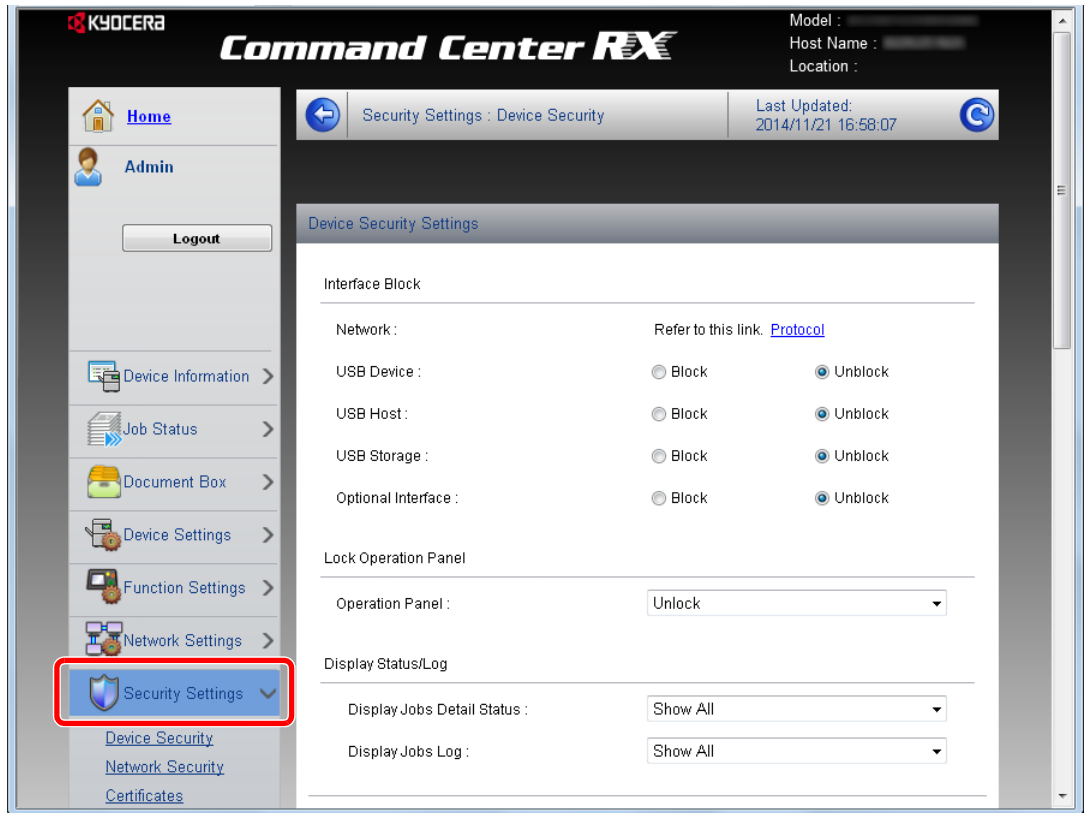 KYOCERA
Command Center RX
Model :
Host Name :
Location :
Home
Admin
Logout
Device Information
Job Status
Document Box
Device Settings
Function Settings
Network Settings
Security Settings
Device Security
Network Security
Certificates
Security Settings : Device Security
Last Updated:
2014/11/21 16:58:07
Device Security Settings
Interface Block
Network : Refer to this link. Protocol
USB Device : Block Unblock
USB Host : Block Unblock
USB Storage : Block Unblock
Optional Interface : Block Unblock
Lock Operation Panel
Operation Panel : Unlock
Display Status/Log
Display Jobs Detail Status : Show All
Display Jobs Log : Show All